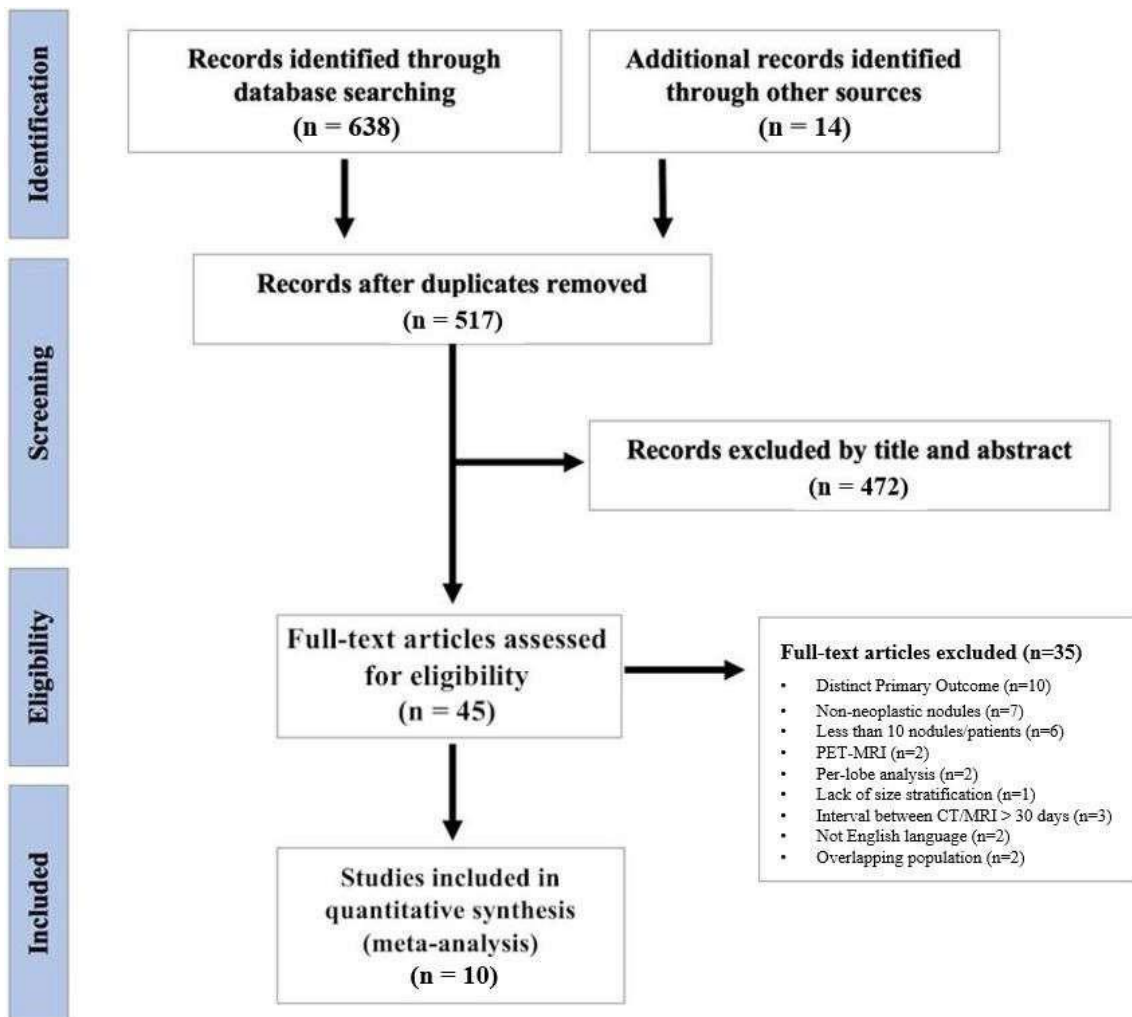 Identification
Records identified through
database searching
(n = 638)
Additional records identified
through other sources
(n = 14)
Screening
Records after duplicates removed
(n = 517)
Records excluded by title and abstract
(n = 472)
Eligibility
Full-text articles assessed
for eligibility
(n = 45)
Full-text articles excluded (n=35)
• Distinct Primary Outcome (n=10)
• Non-neoplastic nodules (n=7)
• Less than 10 nodules/patients (n=6)
• PET-MRI (n=2)
• Per-lobe analysis (n=2)
• Lack of size stratification (n=1)
• Interval between CT/MRI > 30 days (n=3)
• Not English language (n=2)
• Overlapping population (n=2)
Included
Studies included in
quantitative synthesis
(meta-analysis)
(n = 10)